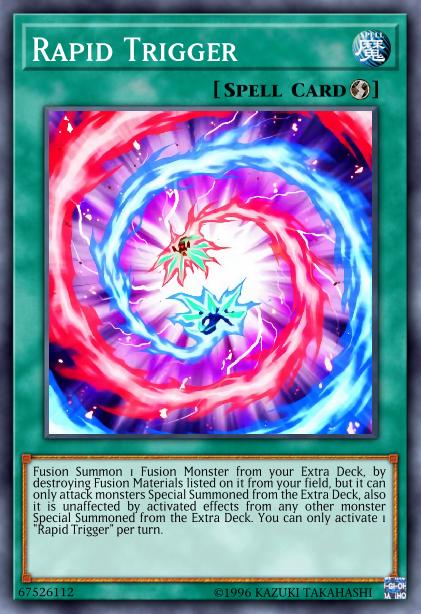 RAPID TRIGGER
SPELL
魔
[SPELL CARD]
Fusion Summon 1 Fusion Monster from your Extra Deck, by
destroying Fusion Materials listed on it from your field, but it can
only attack monsters Special Summoned from the Extra Deck, also
it is unaffected by activated effects from any other monster
Special Summoned from the Extra Deck. You can only activate 1
"Rapid Trigger" per turn.
67526112
©1996 KAZUKI TAKAHASHI